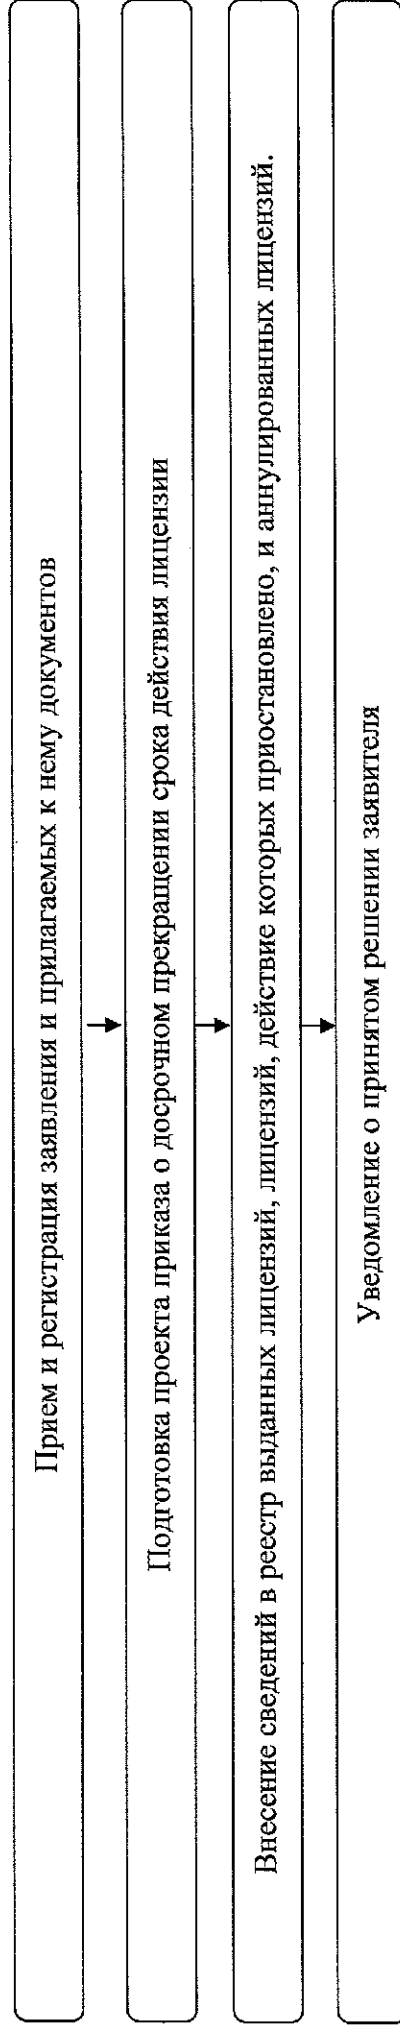 Прием и регистрация заявления и прилагаемых к нему документов
Подготовка проекта приказа о досрочном прекращении срока действия лицензии
Внесение сведений в реестр выданных лицензий, лицензий, действие которых приостановлено, и аннулированных лицензий.
Уведомление о принятом решении заявителя